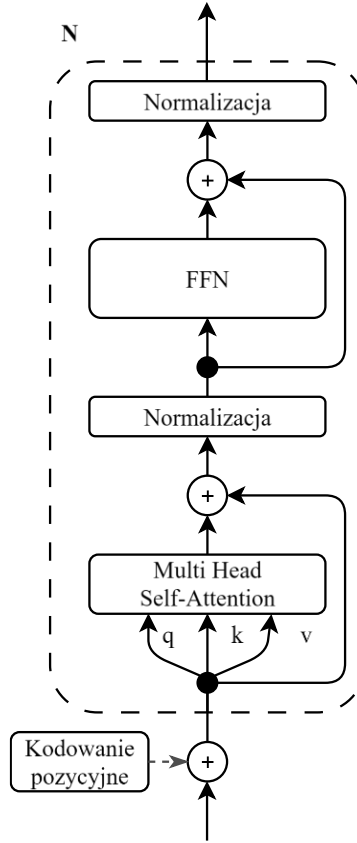 N
Normalizacja
+
FFN
Normalizacja
+
Multi Head
Self-Attention
q k v
Kodowanie
pozycyjne
+